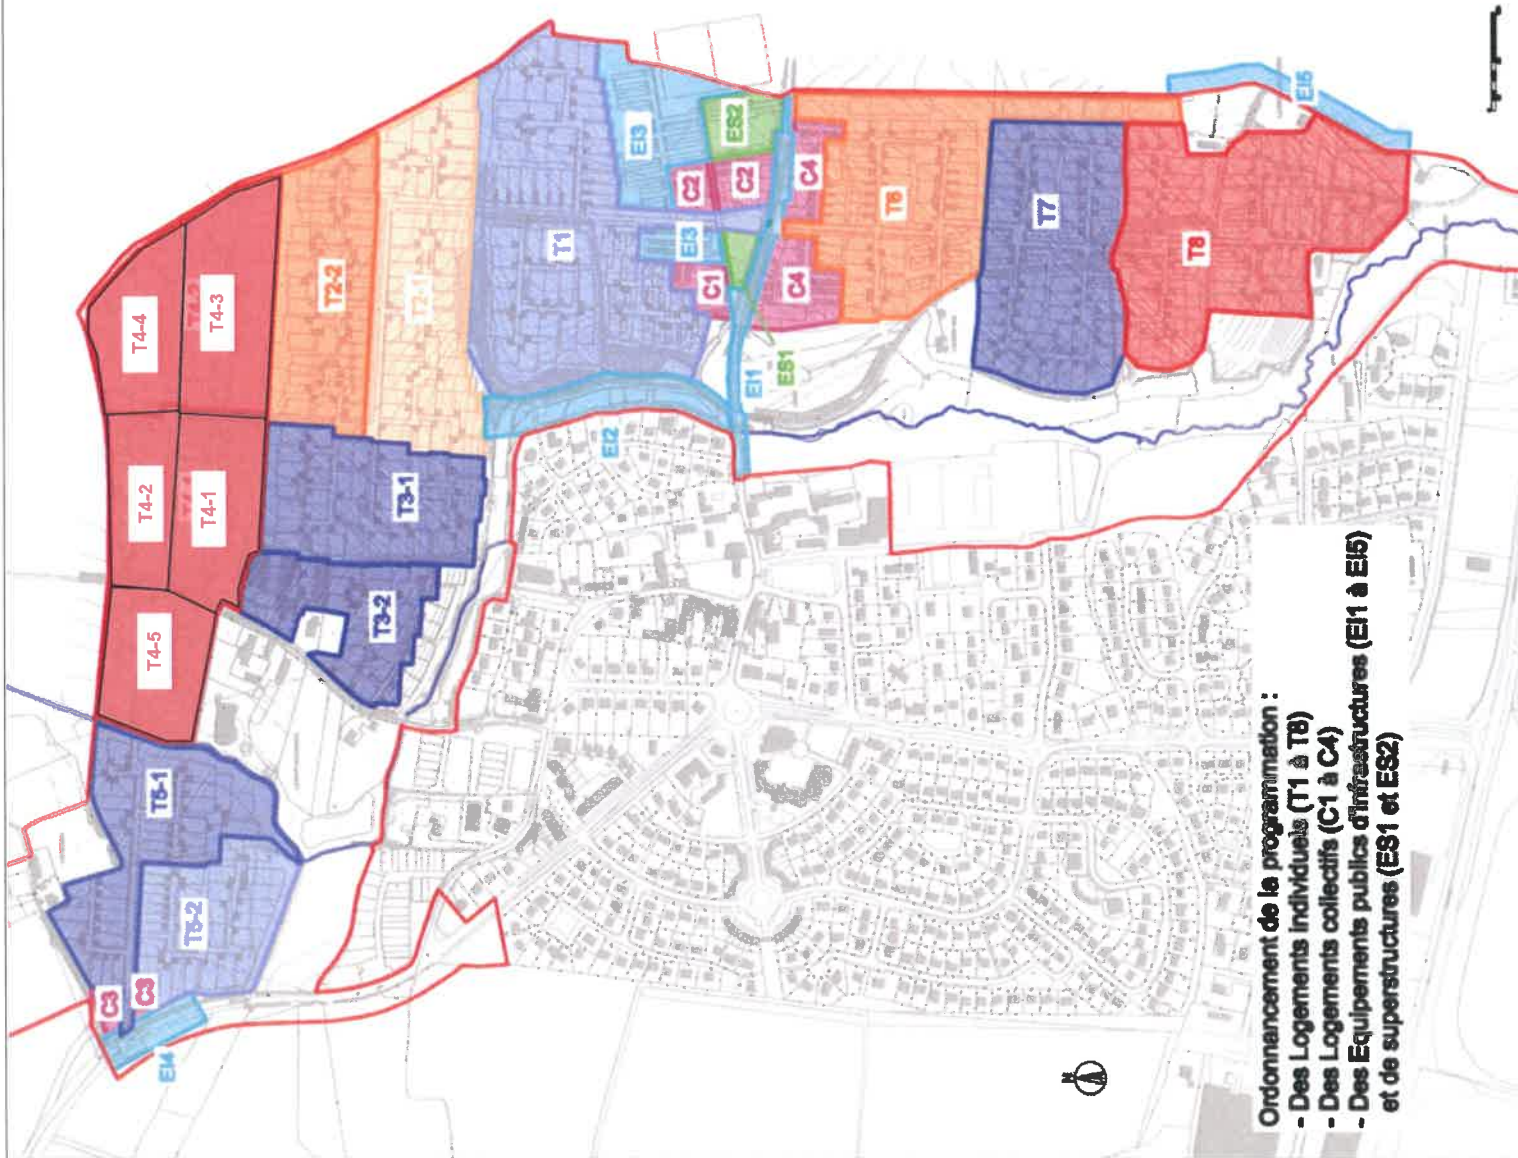 T4-4
T4-3
T4-2
T4-1
T4-5
T2-2
T2-1
T3-1
T3-2
T5-1
T5-2
C3
C3
EI4
T1
EI3
ES2
C2
C2
EI3
C1
C4
C4
EI1
ES1
EI2
T6
T7
T8
EI5
N
Ordonnancement de la programmation :
- Des Logements individuels (T1 à T8)
- Des Logements collectifs (C1 à C4)
- Des Equipements publics d'infrastructures (EI1 à EI5)
et de superstructures (ES1 et ES2)